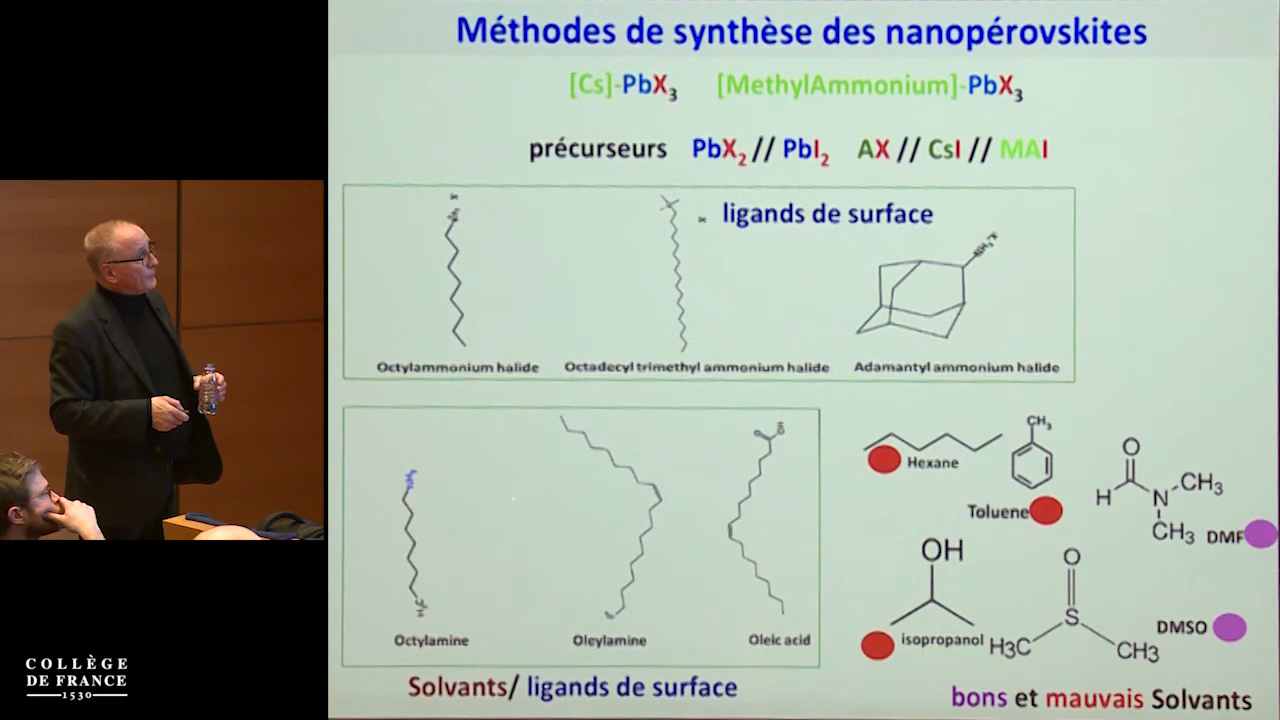 Méthodes de synthèse des nanopérovskites
[Cs]-PbX3 [MethylAmmonium]-PbX3
précurseurs PbX2 // PbI2 AX // CsI // MAI
ligands de surface
Octylammonium halide Octadecyl trimethyl ammonium halide Adamantyl ammonium halide
CH3
Hexane
O
H N CH3
Toluene
CH3 DMF
OH O
Octylamine Oleylamine Oleic acid
isopropanol H3C S CH3 DMSO
Solvants/ ligands de surface
bons et mauvais Solvants
COLLÈGE
DE FRANCE
1530